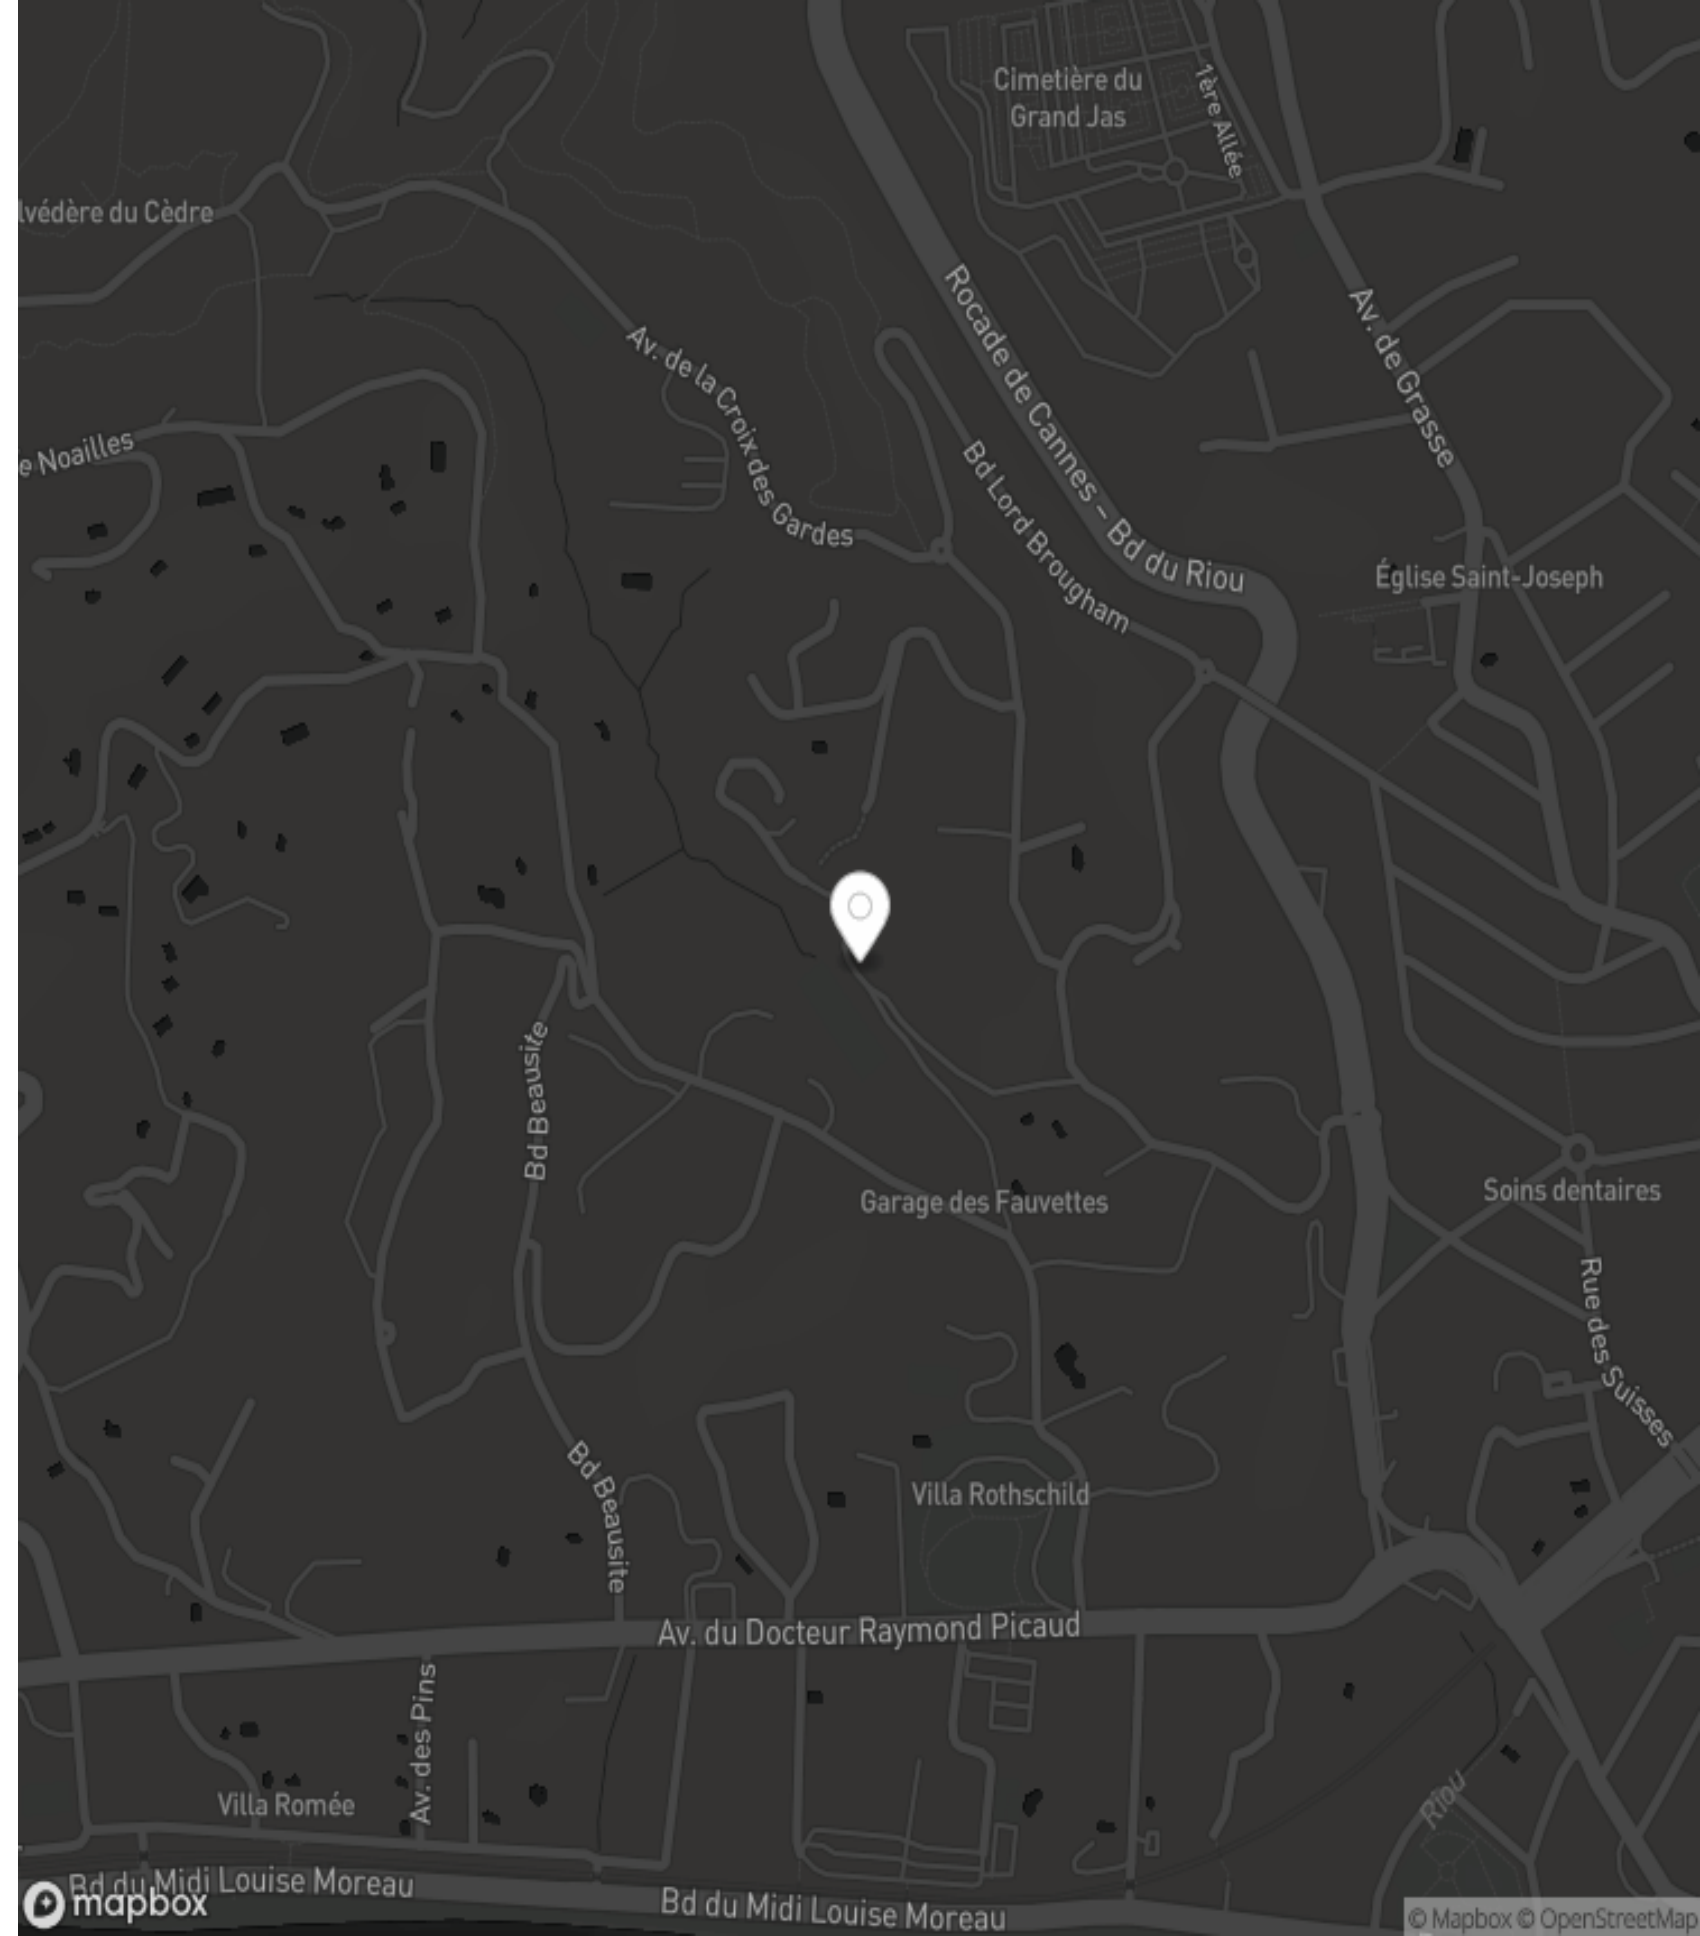 Cimetière du
Grand Jas
1ère Allée
lvédère du Cèdre
Rocade de Cannes – Bd du Riou
Av. de Grasse
Av. de la Croix des Gardes
e Noailles
Bd Lord Brougham
Église Saint-Joseph
Bd Beausite
Garage des Fauvettes
Soins dentaires
Rue des Suisses
Bd Beausite
Villa Rothschild
Av. du Docteur Raymond Picaud
Av. des Pins
Villa Romée
Riou
Bd du Midi Louise Moreau
mapbox
Bd du Midi Louise Moreau
© Mapbox © OpenStreetMap